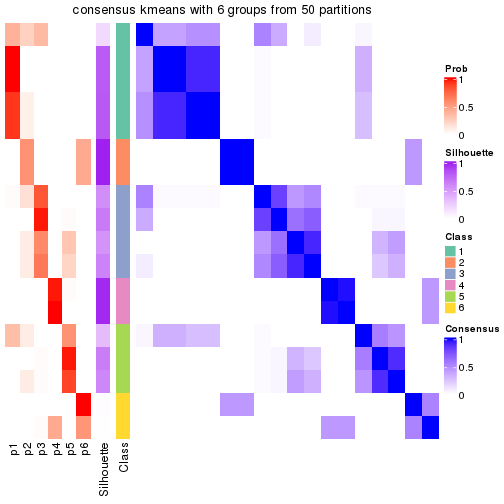 consensus kmeans with 6 groups from 50 partitions
Prob
1
0.5
0
Silhouette
1
0.5
0
Class
1
2
3
4
5
6
Consensus
1
0.5
0
p1
p2
p3
p4
p5
p6
Silhouette
Class